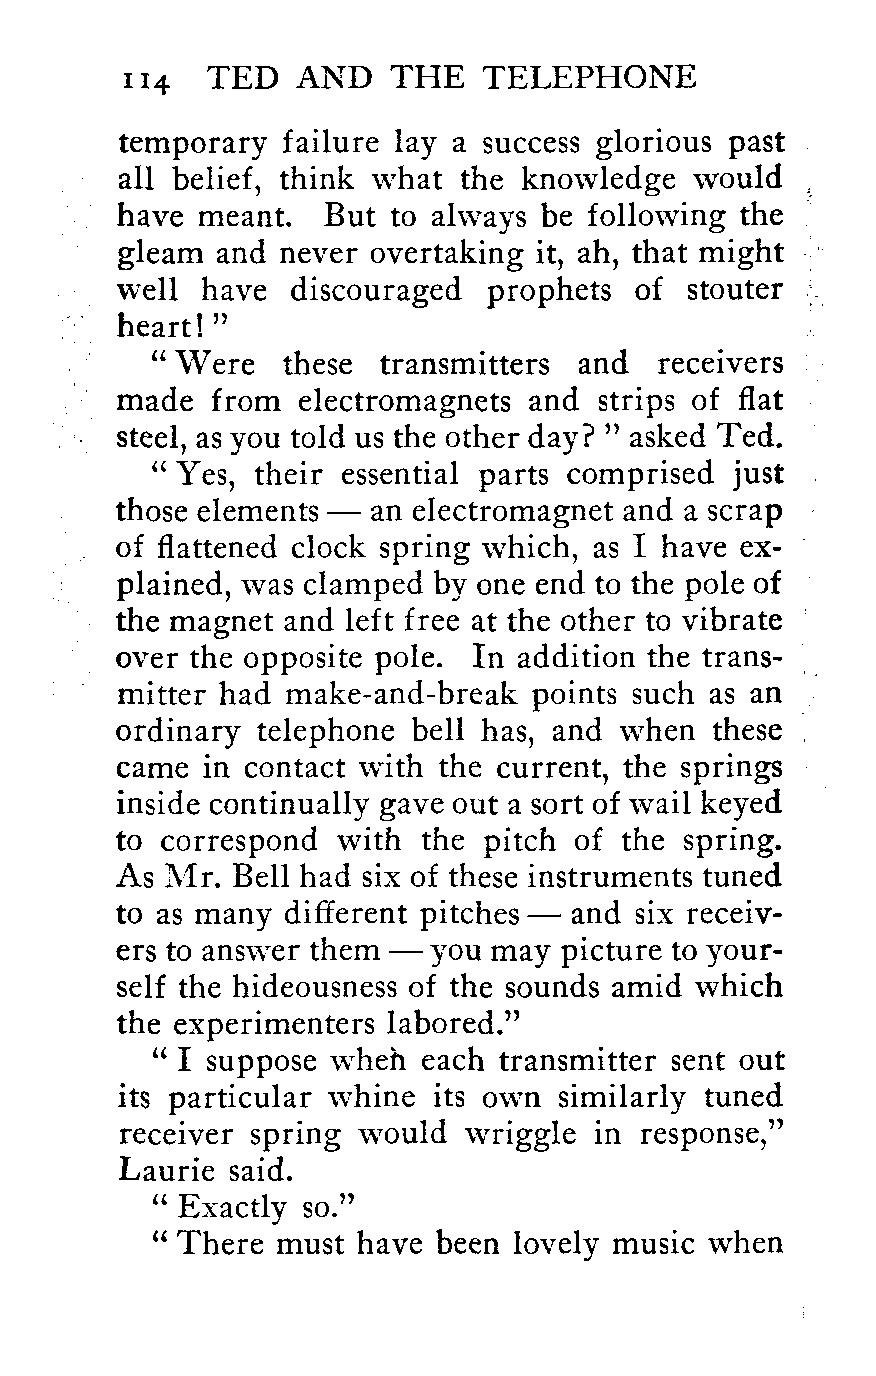 114 TED AND THE TELEPHONE
temporary failure lay a success glorious past
all belief, think what the knowledge would
have meant. But to always be following the
gleam and never overtaking it, ah, that might
well have discouraged prophets of stouter
heart! ”
“ Were these transmitters and receivers
made from electromagnets and strips of flat
steel, as you told us the other day? ” asked Ted.
“ Yes, their essential parts comprised just
those elements — an electromagnet and a scrap
of flattened clock spring which, as I have ex-
plained, was clamped by one end to the pole of
the magnet and left free at the other to vibrate
over the opposite pole. In addition the trans-
mitter had make-and-break points such as an
ordinary telephone bell has, and when these
came in contact with the current, the springs
inside continually gave out a sort of wail keyed
to correspond with the pitch of the spring.
As Mr. Bell had six of these instruments tuned
to as many different pitches — and six receiv-
ers to answer them — you may picture to your-
self the hideousness of the sounds amid which
the experimenters labored.”
“ I suppose when each transmitter sent out
its particular whine its own similarly tuned
receiver spring would wriggle in response,”
Laurie said.
“ Exactly so.”
“ There must have been lovely music when